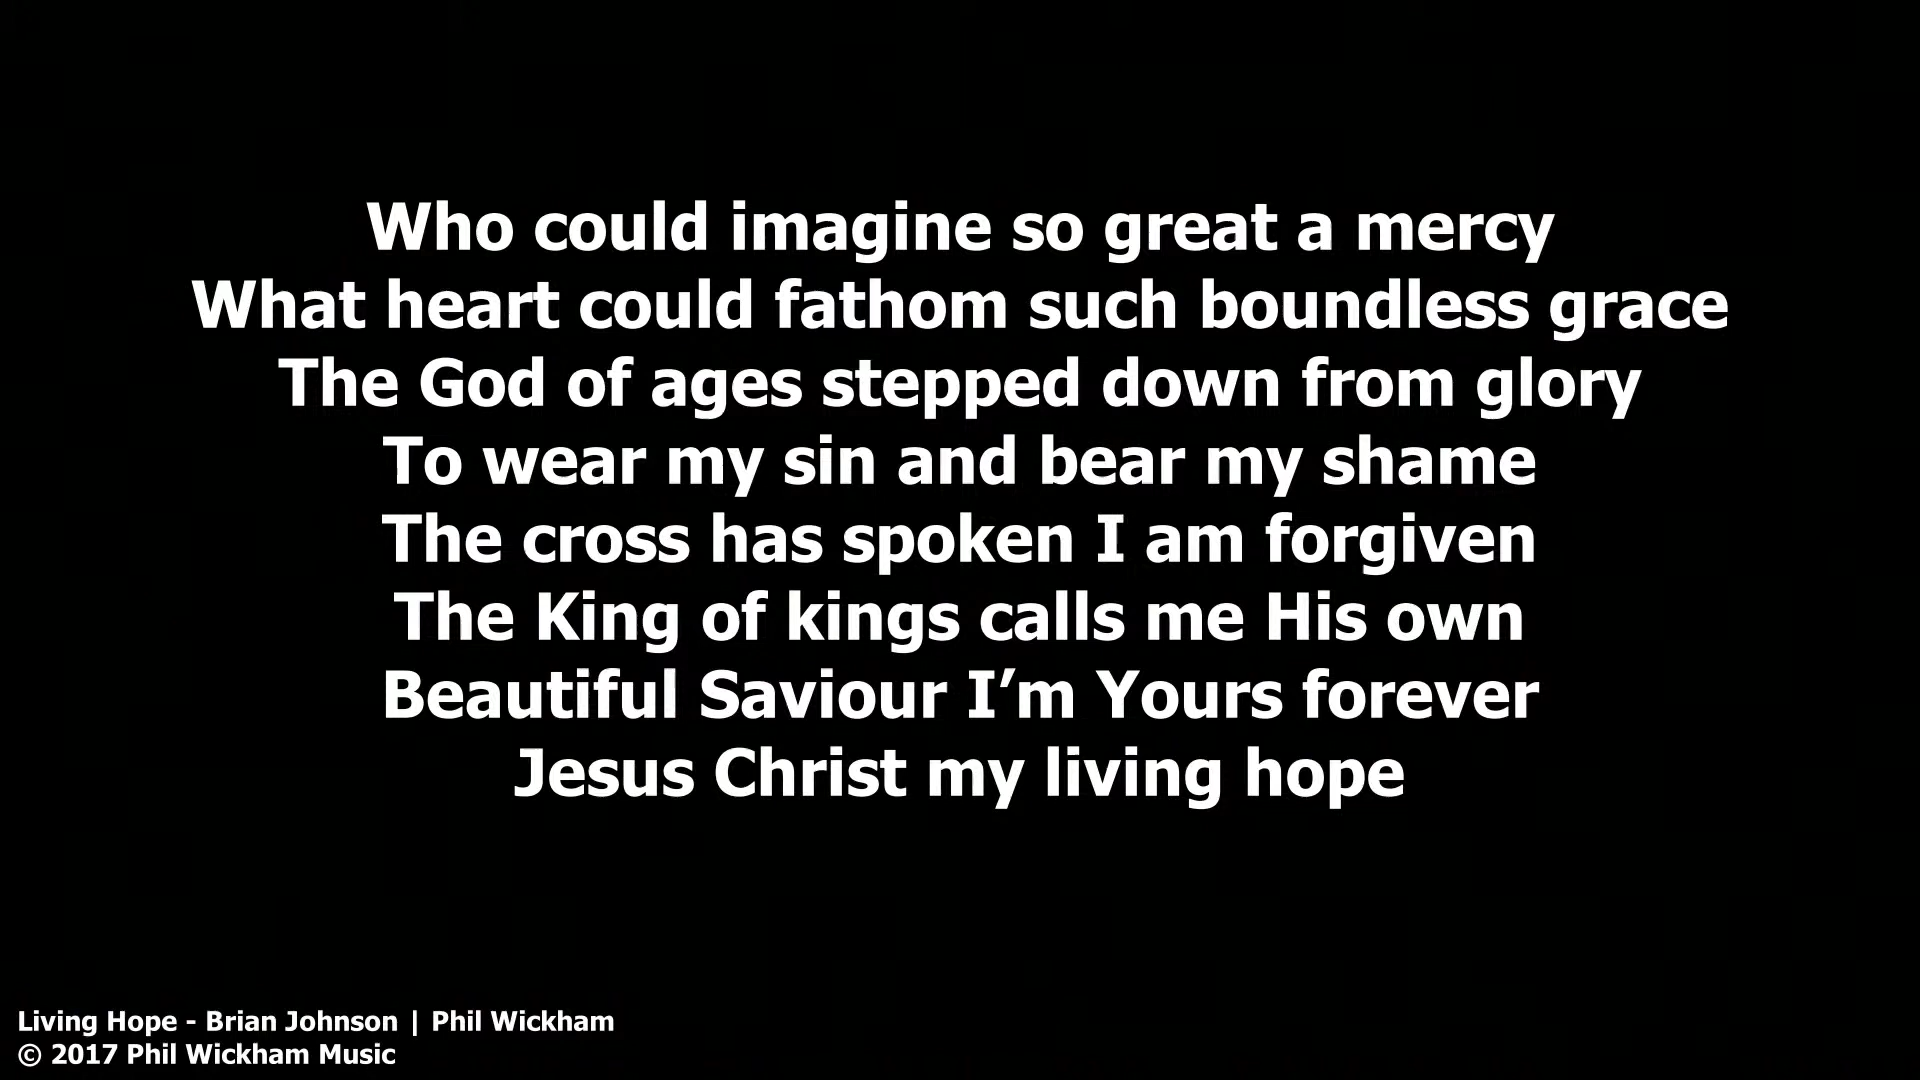 Who could imagine so great a mercy
What heart could fathom such boundless grace
The God of ages stepped down from glory
To wear my sin and bear my shame
The cross has spoken I am forgiven
The King of kings calls me His own
Beautiful Saviour I’m Yours forever
Jesus Christ my living hope
Living Hope - Brian Johnson | Phil Wickham
© 2017 Phil Wickham Music